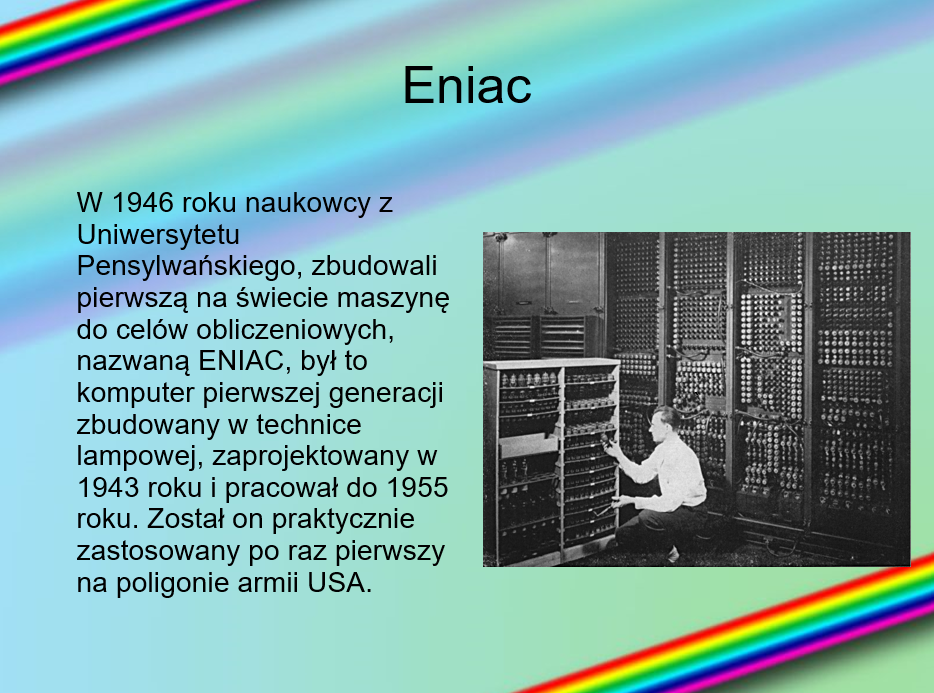 Eniac
W 1946 roku naukowcy z
Uniwersytetu
Pensylwańskiego, zbudowali
pierwszą na świecie maszynę
do celów obliczeniowych,
nazwaną ENIAC, był to
komputer pierwszej generacji
zbudowany w technice
lampowej, zaprojektowany w
1943 roku i pracował do 1955
roku. Został on praktycznie
zastosowany po raz pierwszy
na poligonie armii USA.